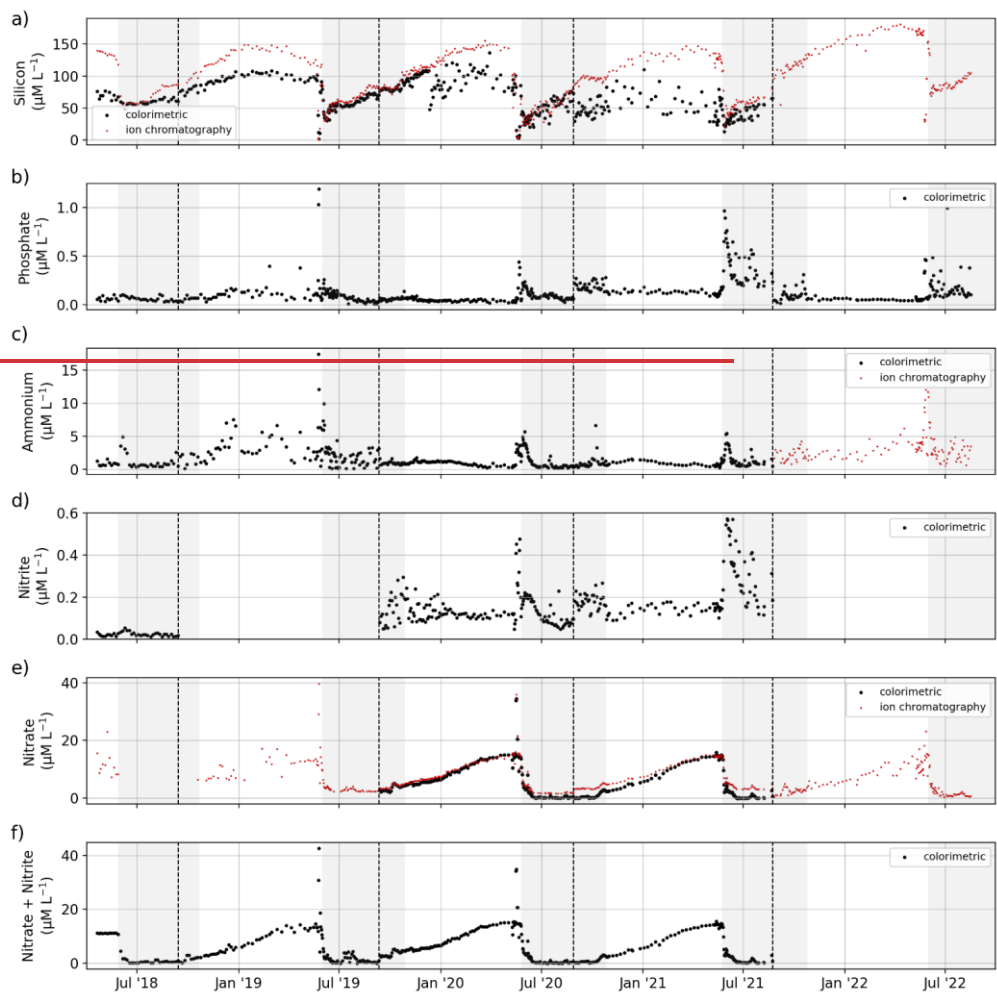 a)
Silicon
(μM L⁻¹)
150
100
50
0
colorimetric
ion chromatography
b)
Phosphate
(μM L⁻¹)
1.0
0.5
0.0
colorimetric
c)
Ammonium
(μM L⁻¹)
15
10
5
0
colorimetric
ion chromatography
d)
Nitrite
(μM L⁻¹)
0.6
0.4
0.2
0.0
colorimetric
e)
Nitrate
(μM L⁻¹)
40
20
0
colorimetric
ion chromatography
f)
Nitrate + Nitrite
(μM L⁻¹)
40
20
0
colorimetric
Jul '18 Jan '19 Jul '19 Jan '20 Jul '20 Jan '21 Jul '21 Jan '22 Jul '22